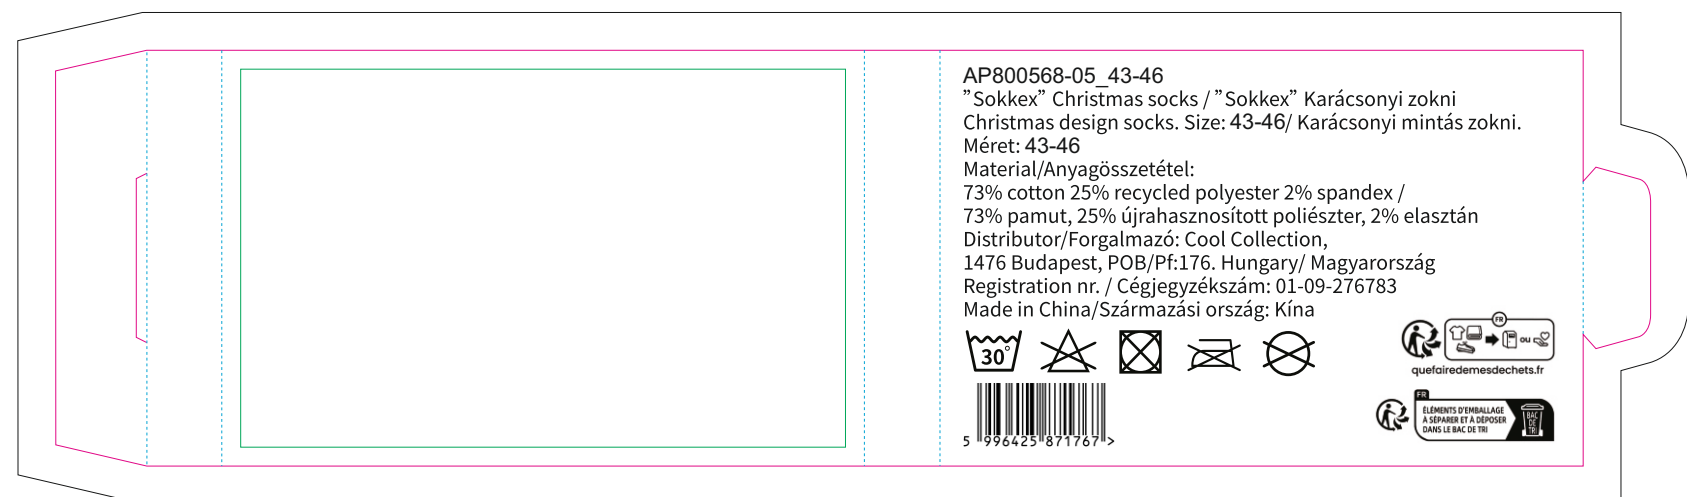 AP800568-05_43-46
”Sokkex” Christmas socks / ”Sokkex” Karácsonyi zokni
Christmas design socks. Size: 43-46/ Karácsonyi mintás zokni.
Méret: 43-46
Material/Anyagösszetétel:
73% cotton 25% recycled polyester 2% spandex /
73% pamut, 25% újrahasznosított poliészter, 2% elasztán
Distributor/Forgalmazó: Cool Collection,
1476 Budapest, POB/Pf:176. Hungary/ Magyarország
Registration nr. / Cégjegyzékszám: 01-09-276783
Made in China/Származási ország: Kína
30°
FR
ou
quefairedemesdechets.fr
5 996425 871767 >
FR
ÉLÉMENTS D'EMBALLAGE
À SÉPARER ET À DÉPOSER
DANS LE BAC DE TRI
BAC
DE
TRI